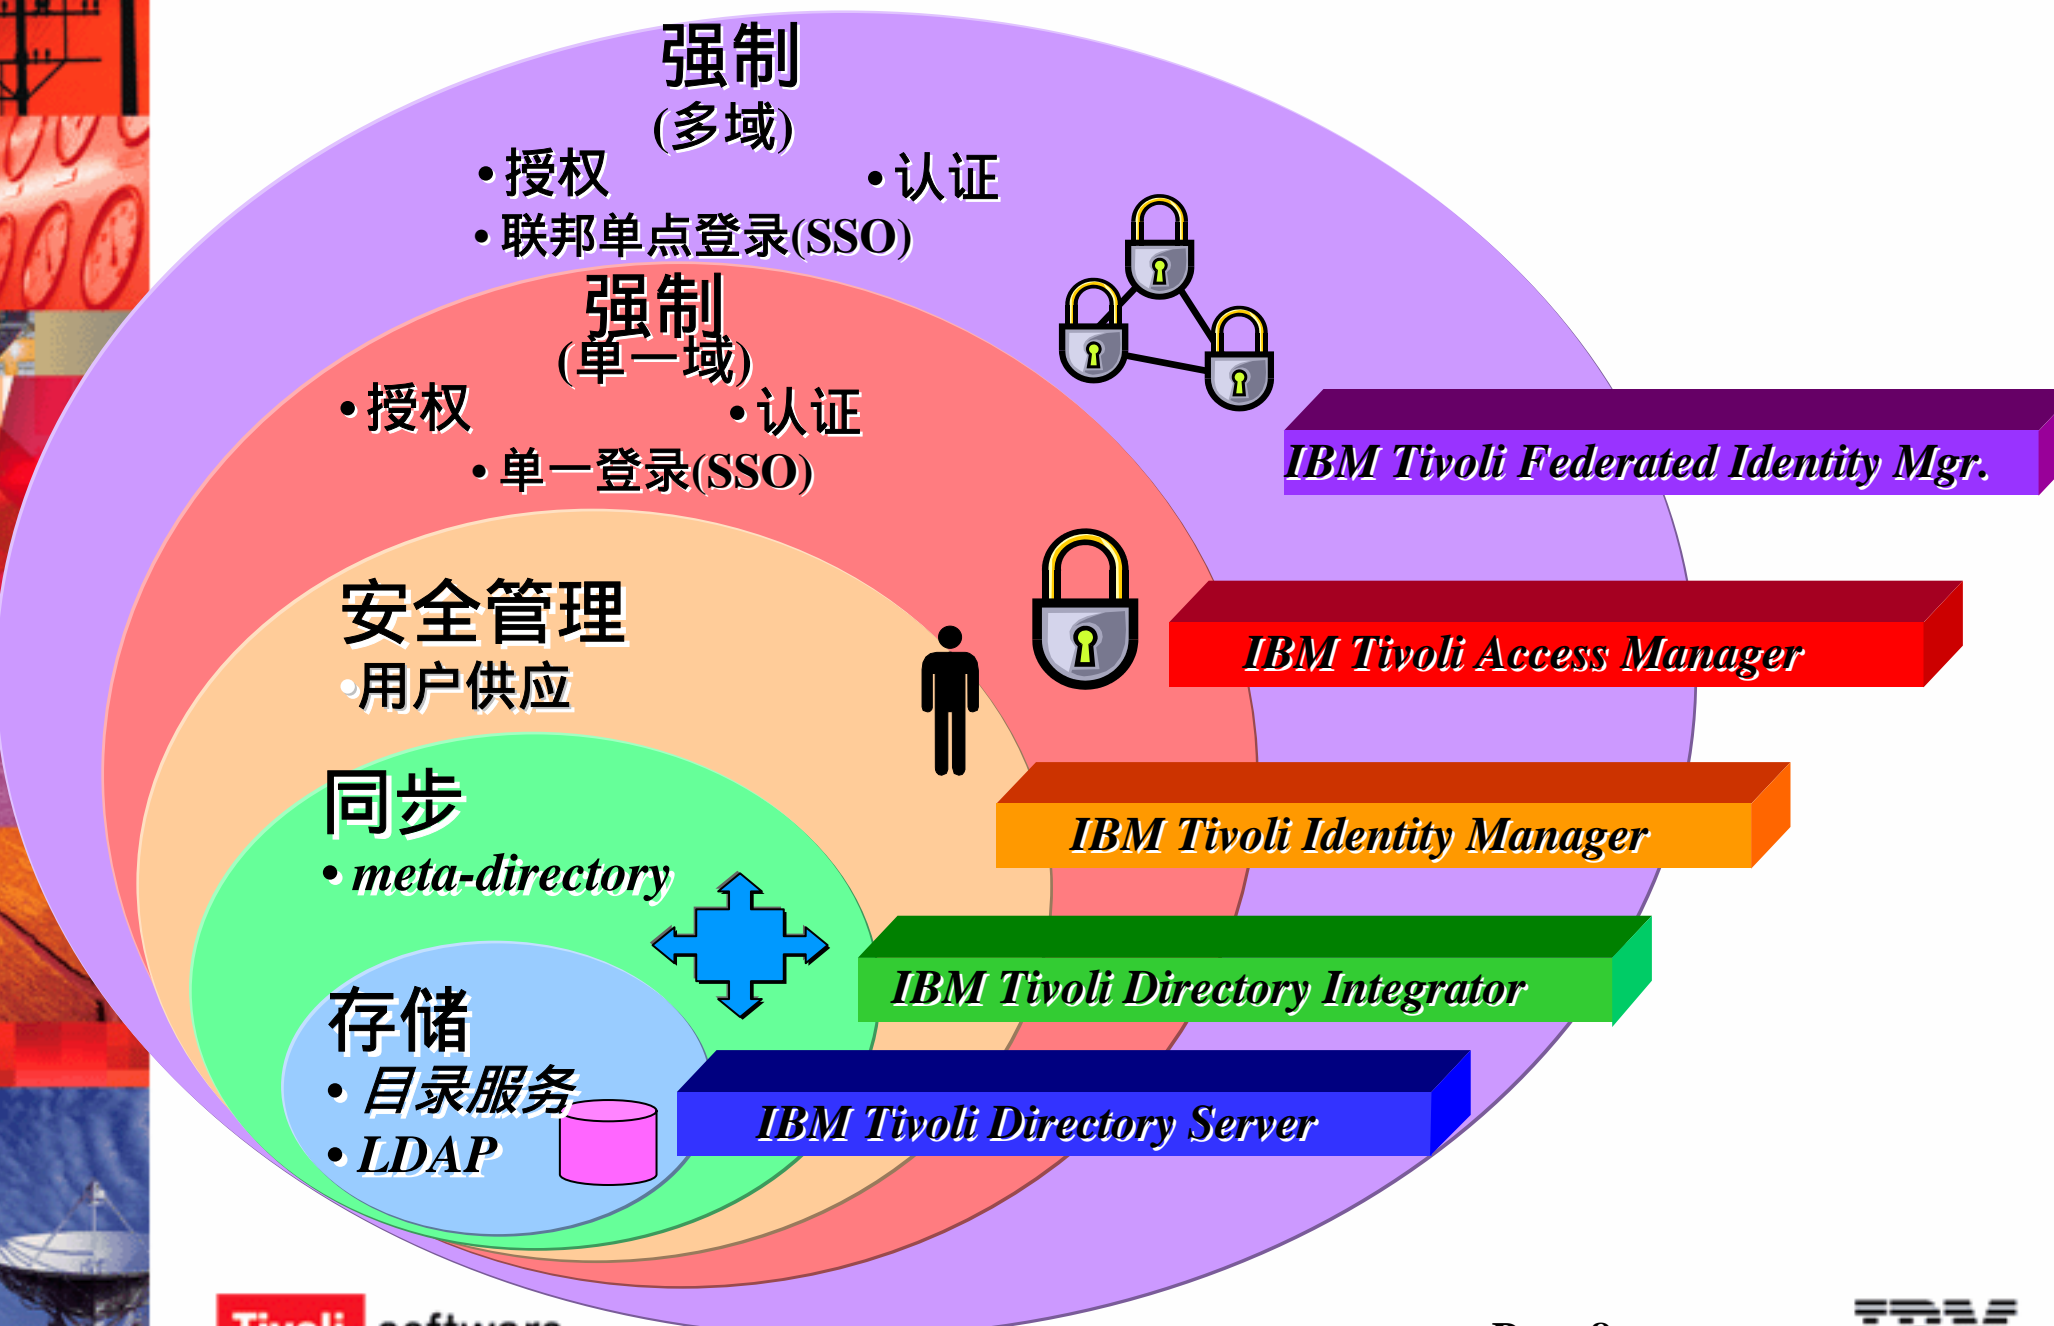 强制
(多域)
• 授权
• 认证
• 联邦单点登录(SSO)
强制
(单一域)
• 授权
• 认证
• 单一登录(SSO)
IBM Tivoli Federated Identity Mgr.
安全管理
•用户供应
IBM Tivoli Access Manager
同步
• meta-directory
IBM Tivoli Identity Manager
IBM Tivoli Directory Integrator
存储
• 目录服务
• LDAP
IBM Tivoli Directory Server
Tivoli software
IBM